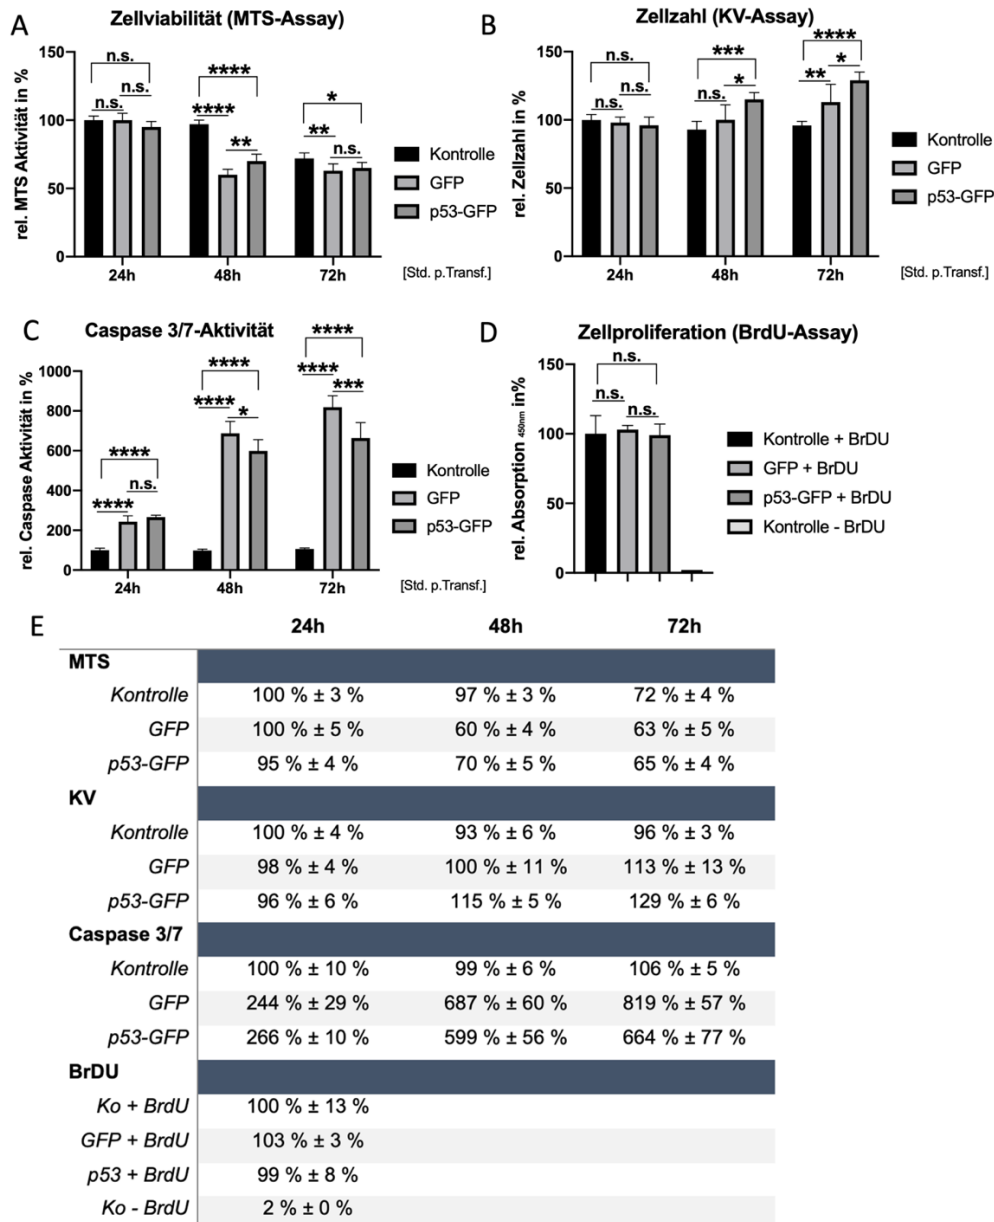 A
Zellviabilität (MTS-Assay)
rel. MTS Aktivität in %
150
100
50
0
n.s.
n.s.
n.s.
****
****
**
*
**
n.s.
24h
48h
72h
[Std. p.Transf.]
Kontrolle
GFP
p53-GFP
B
Zellzahl (KV-Assay)
rel. Zellzahl in %
150
100
50
0
n.s.
n.s.
n.s.
***
n.s.
*
****
**
*
24h
48h
72h
[Std. p.Transf.]
Kontrolle
GFP
p53-GFP
C
Caspase 3/7-Aktivität
rel. Caspase Aktivität in %
1000
800
600
400
200
0
****
****
n.s.
****
****
*
****
****
***
24h
48h
72h
[Std. p.Transf.]
Kontrolle
GFP
p53-GFP
D
Zellproliferation (BrdU-Assay)
rel. Absorption 450nm in%
150
100
50
0
n.s.
n.s.
n.s.
Kontrolle + BrDU
GFP + BrDU
p53-GFP + BrDU
Kontrolle - BrDU
E
24h 48h 72h
MTS
Kontrolle 100 % ± 3 % 97 % ± 3 % 72 % ± 4 %
GFP 100 % ± 5 % 60 % ± 4 % 63 % ± 5 %
p53-GFP 95 % ± 4 % 70 % ± 5 % 65 % ± 4 %
KV
Kontrolle 100 % ± 4 % 93 % ± 6 % 96 % ± 3 %
GFP 98 % ± 4 % 100 % ± 11 % 113 % ± 13 %
p53-GFP 96 % ± 6 % 115 % ± 5 % 129 % ± 6 %
Caspase 3/7
Kontrolle 100 % ± 10 % 99 % ± 6 % 106 % ± 5 %
GFP 244 % ± 29 % 687 % ± 60 % 819 % ± 57 %
p53-GFP 266 % ± 10 % 599 % ± 56 % 664 % ± 77 %
BrDU
Ko + BrdU 100 % ± 13 %
GFP + BrdU 103 % ± 3 %
p53 + BrdU 99 % ± 8 %
Ko - BrdU 2 % ± 0 %